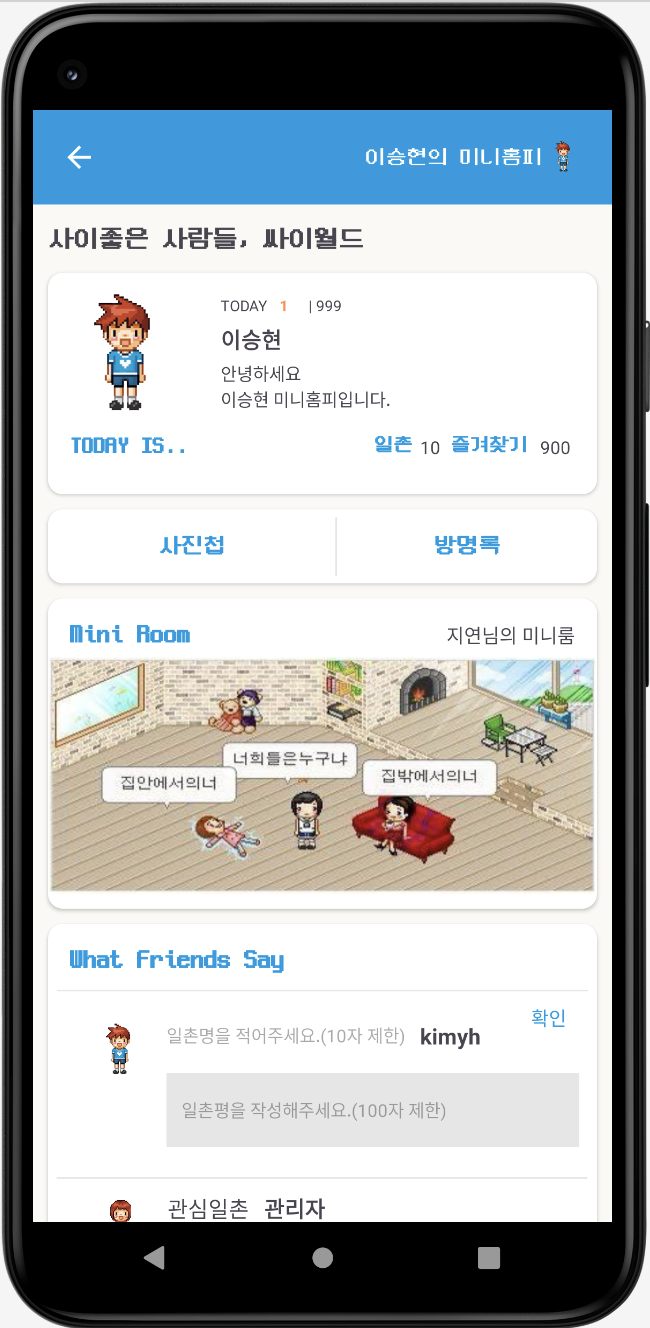 이승현의 미니홈피
사이좋은 사람들, 싸이월드
TODAY 1 | 999
이승현
안녕하세요
이승현 미니홈피입니다.
TODAY IS.. 일촌 10 즐겨찾기 900
사진첩 방명록
Mini Room 지연님의 미니룸
너희들은누구냐
집안에서의너
집밖에서의너
What Friends Say
확인
일촌명을 적어주세요.(10자 제한) kimyh
일촌평을 작성해주세요.(100자 제한)
관심일촌 관리자